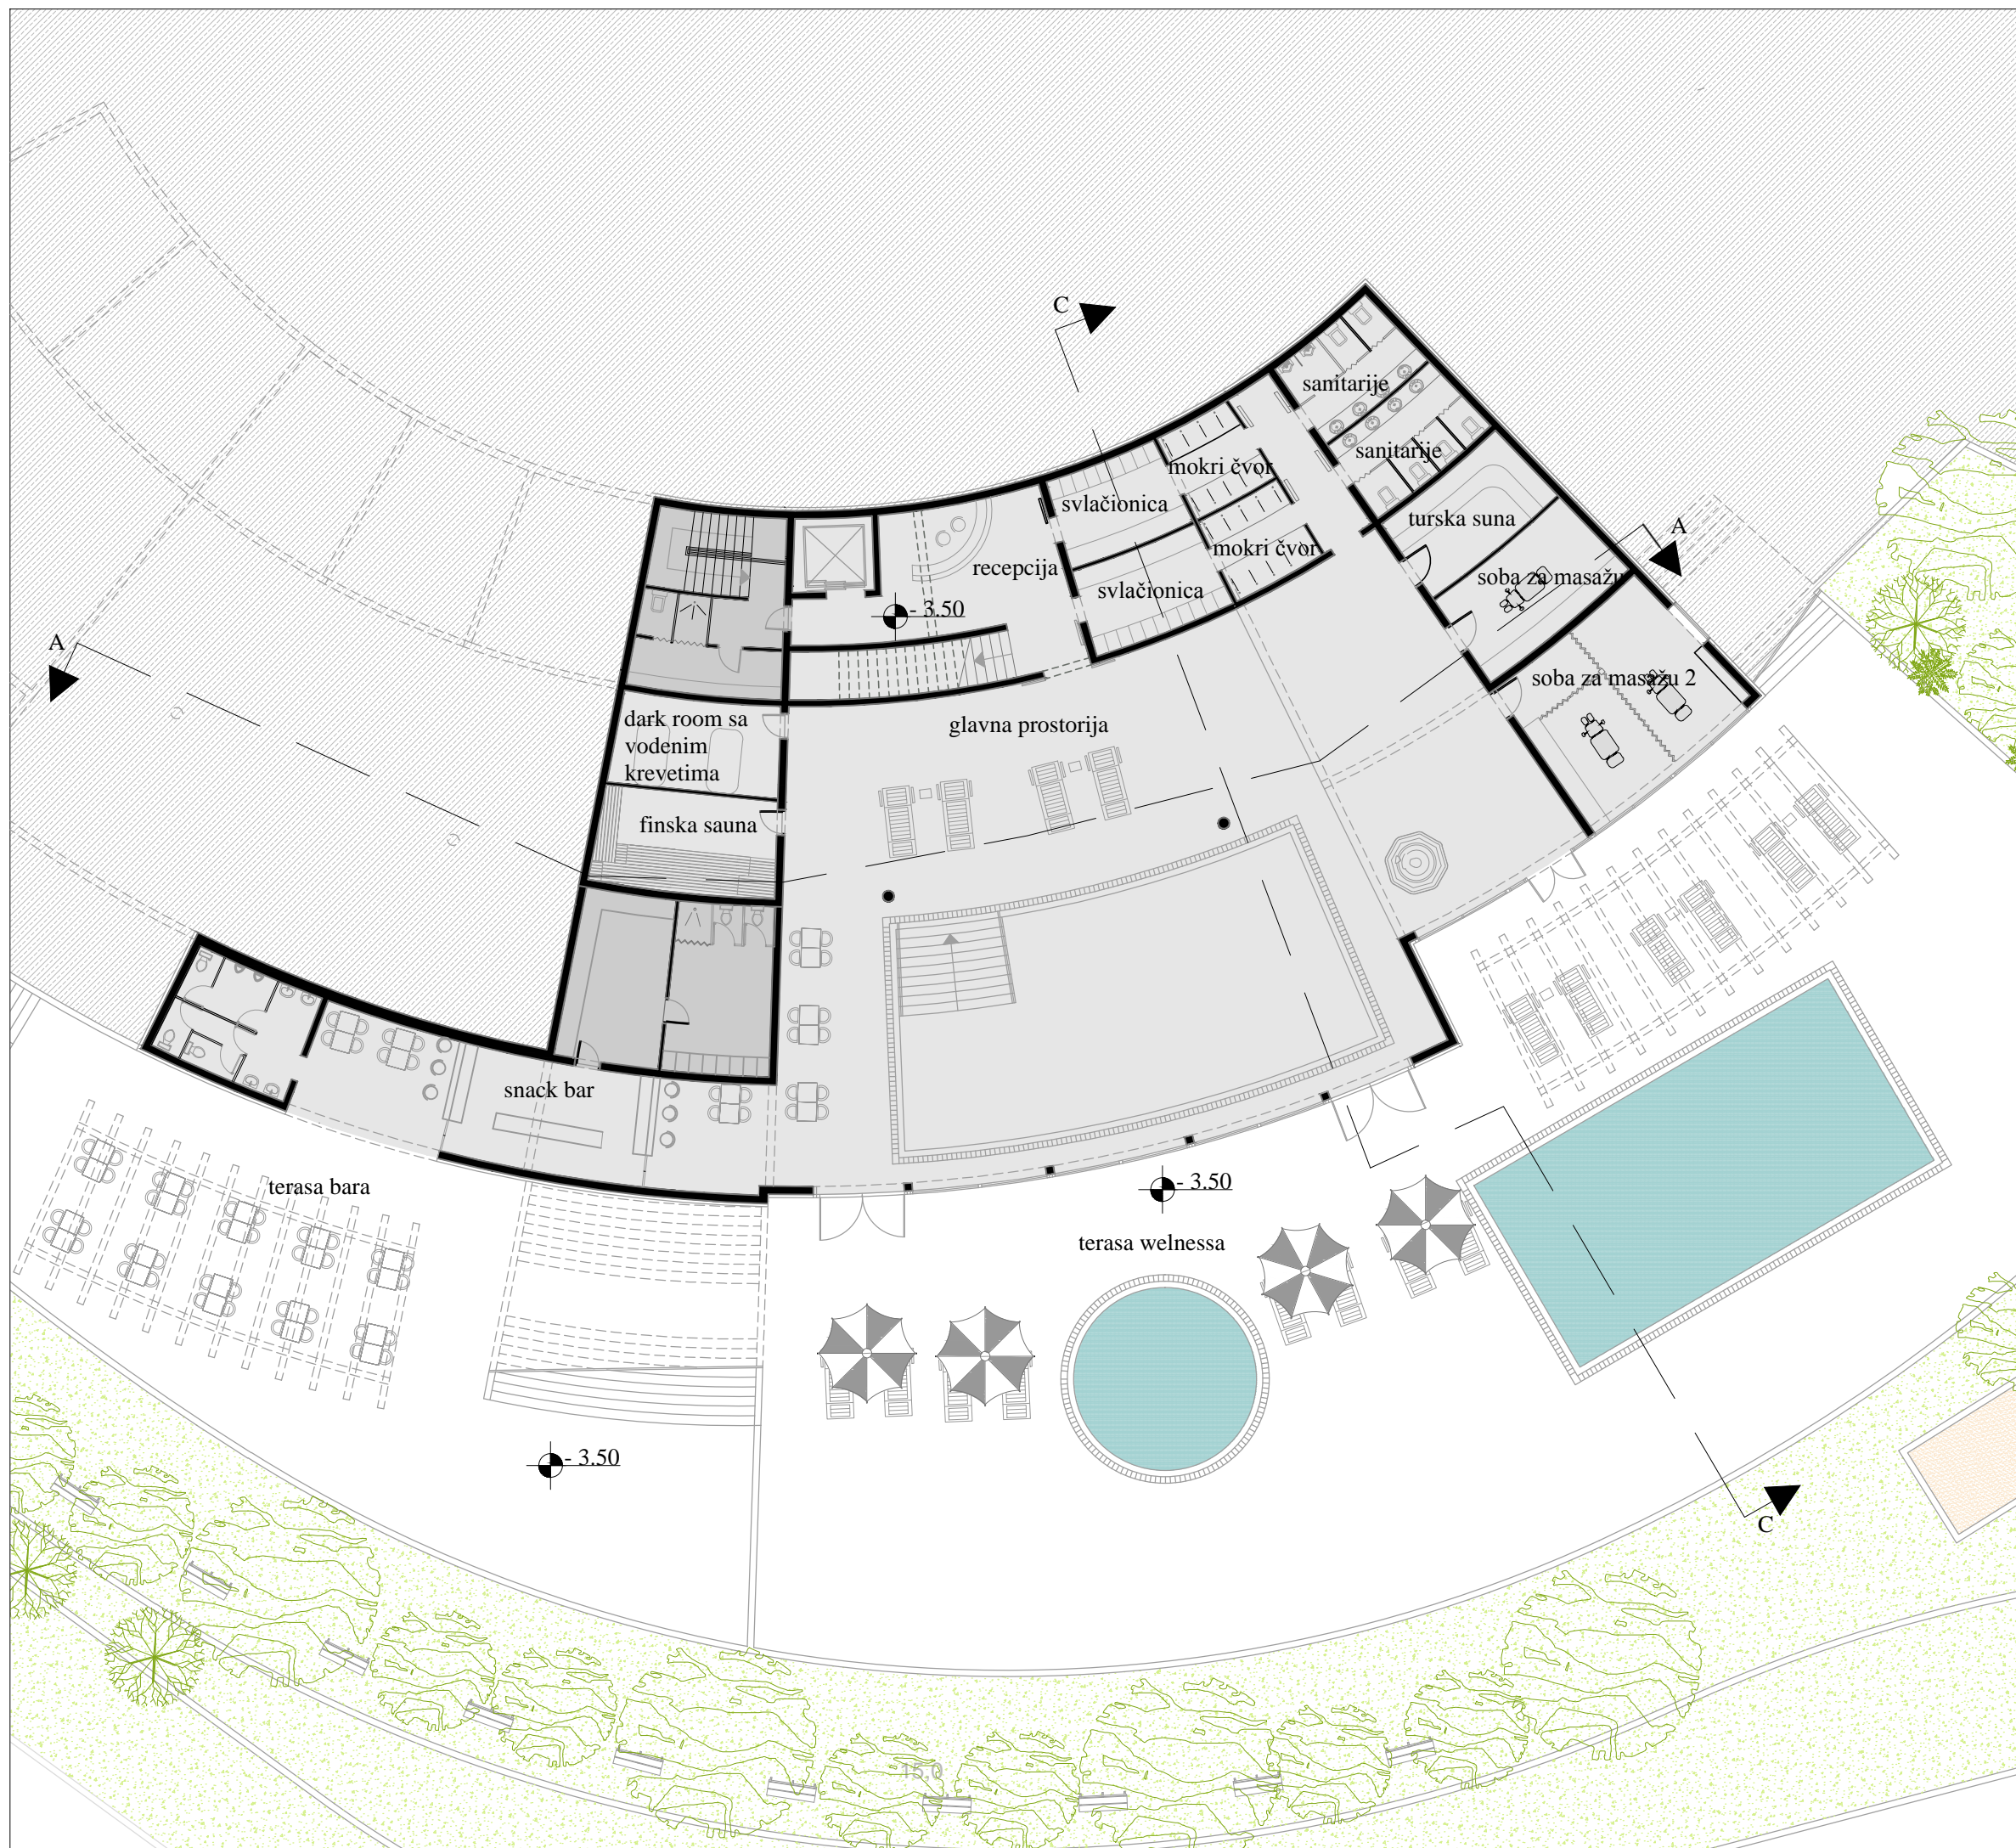 C
sanitarije
sanitarije
mokri čvor
svlačionica
turska suna
A
mokri čvor
recepcija
soba za masažu
svlačionica
- 3.50
A
soba za masažu 2
dark room sa
vodenim
krevetima
glavna prostorija
finska sauna
snack bar
terasa bara
- 3.50
terasa welnessa
- 3.50
C
15,0